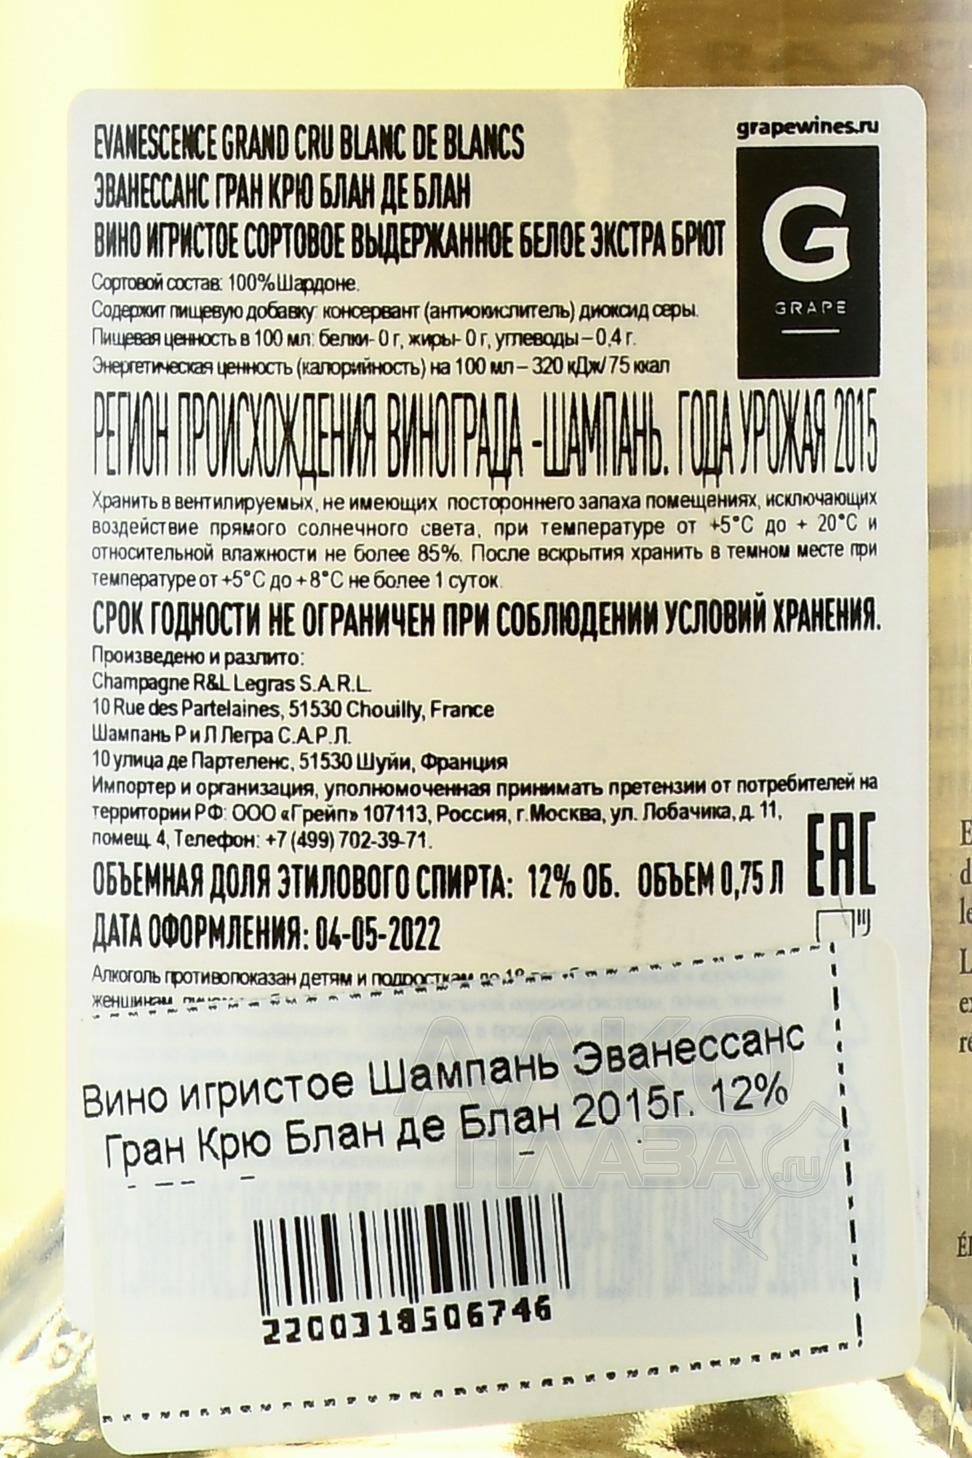 EVANESCENCE GRAND CRU BLANC DE BLANCS
ЭВАНЕССАНС ГРАН КРЮ БЛАН ДЕ БЛАН
ВИНО ИГРИСТОЕ СОРТОВОЕ ВЫДЕРЖАННОЕ БЕЛОЕ ЭКСТРА БРЮТ
grapewines.ru
G
GRAPE
Сортовой состав: 100% Шардоне.
Содержит пищевую добавку: консервант (антиокислитель) диоксид серы.
Пищевая ценность в 100 мл: белки- 0 г, жиры- 0 г, углеводы – 0,4 г.
Энергетическая ценность (калорийность) на 100 мл – 320 кДж/ 75 ккал
РЕГИОН ПРОИСХОЖДЕНИЯ ВИНОГРАДА -ШАМПАНЬ. ГОДА УРОЖАЯ 2015
Хранить в вентилируемых, не имеющих постороннего запаха помещениях, исключающих
воздействие прямого солнечного света, при температуре от +5°C до + 20°C и
относительной влажности не более 85%. После вскрытия хранить в темном месте при
температуре от +5°C до + 8°C не более 1 суток.
СРОК ГОДНОСТИ НЕ ОГРАНИЧЕН ПРИ СОБЛЮДЕНИИ УСЛОВИЙ ХРАНЕНИЯ.
Произведено и разлито:
Champagne R&L Legras S.A.R.L.
10 Rue des Partelaines, 51530 Chouilly, France
Шампань Р и Л Легра С.А.Р.Л.
10 улица де Партеленс, 51530 Шуйи, Франция
Импортер и организация, уполномоченная принимать претензии от потребителей на
территории РФ: ООО «Грейп» 107113, Россия, г. Москва, ул. Лобачика, д. 11,
помещ. 4, Телефон: +7 (499) 702-39-71.
ОБЪЕМНАЯ ДОЛЯ ЭТИЛОВОГО СПИРТА: 12% ОБ. ОБЪЕМ 0,75 Л
EAC
ДАТА ОФОРМЛЕНИЯ: 04-05-2022
Алкоголь противопоказан детям и подросткам до 18
женщинам,
Вино игристое Шампань Эванессанс
Гран Крю Блан де Блан 2015г. 12%
АЛКО
ПЛАЗА.ru
2200318506746